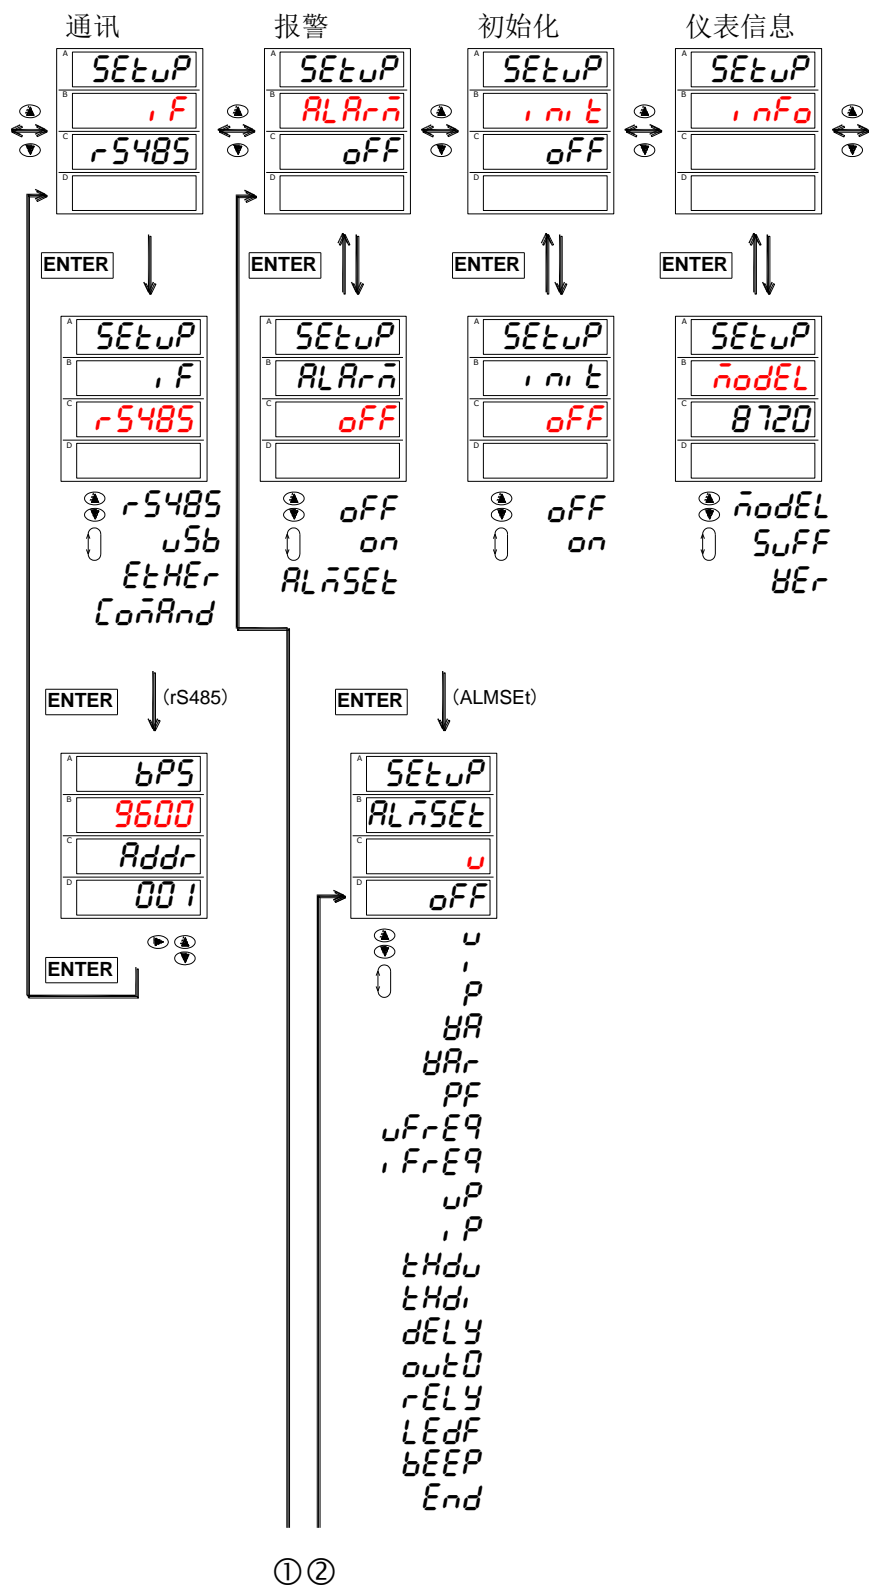 通讯 报警 初始化 仪表信息
A SEtuP A SEtuP A SEtuP A SEtuP
B iF B ALArM B init B inFo
C rS485 C oFF C oFF C
D D D D
ENTER ENTER ENTER ENTER
A SEtuP A SEtuP A SEtuP A SEtuP
B iF B ALArM B init B ModEL
C rS485 C oFF C oFF C 8720
D D D D
rS485 oFF oFF ModEL
uSb on on SuFF
EtHEr ALMSEt VEr
CoMAnd
ENTER (rS485) ENTER (ALMSEt)
A bPS A SEtuP
B 9600 B ALMSEt
C Addr C u
D 001 D oFF
ENTER
u
i
P
VA
VAr
PF
uFrEq
iFrEq
uP
iP
tHdu
tHdi
dELY
outO
rELY
LEdF
bEEP
End
①②